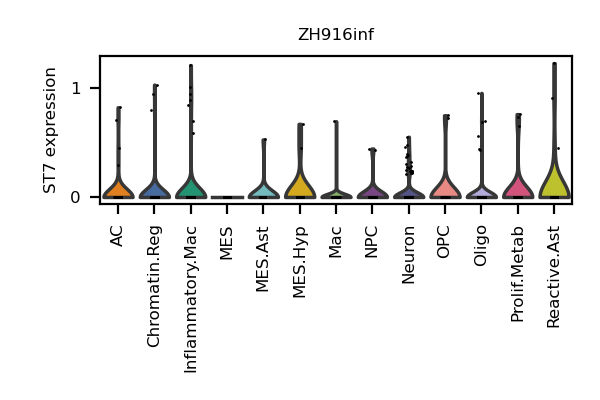 ZH916inf
ST7 expression
1
0
AC
Chromatin.Reg
Inflammatory.Mac
MES
MES.Ast
MES.Hyp
Mac
NPC
Neuron
OPC
Oligo
Prolif.Metab
Reactive.Ast